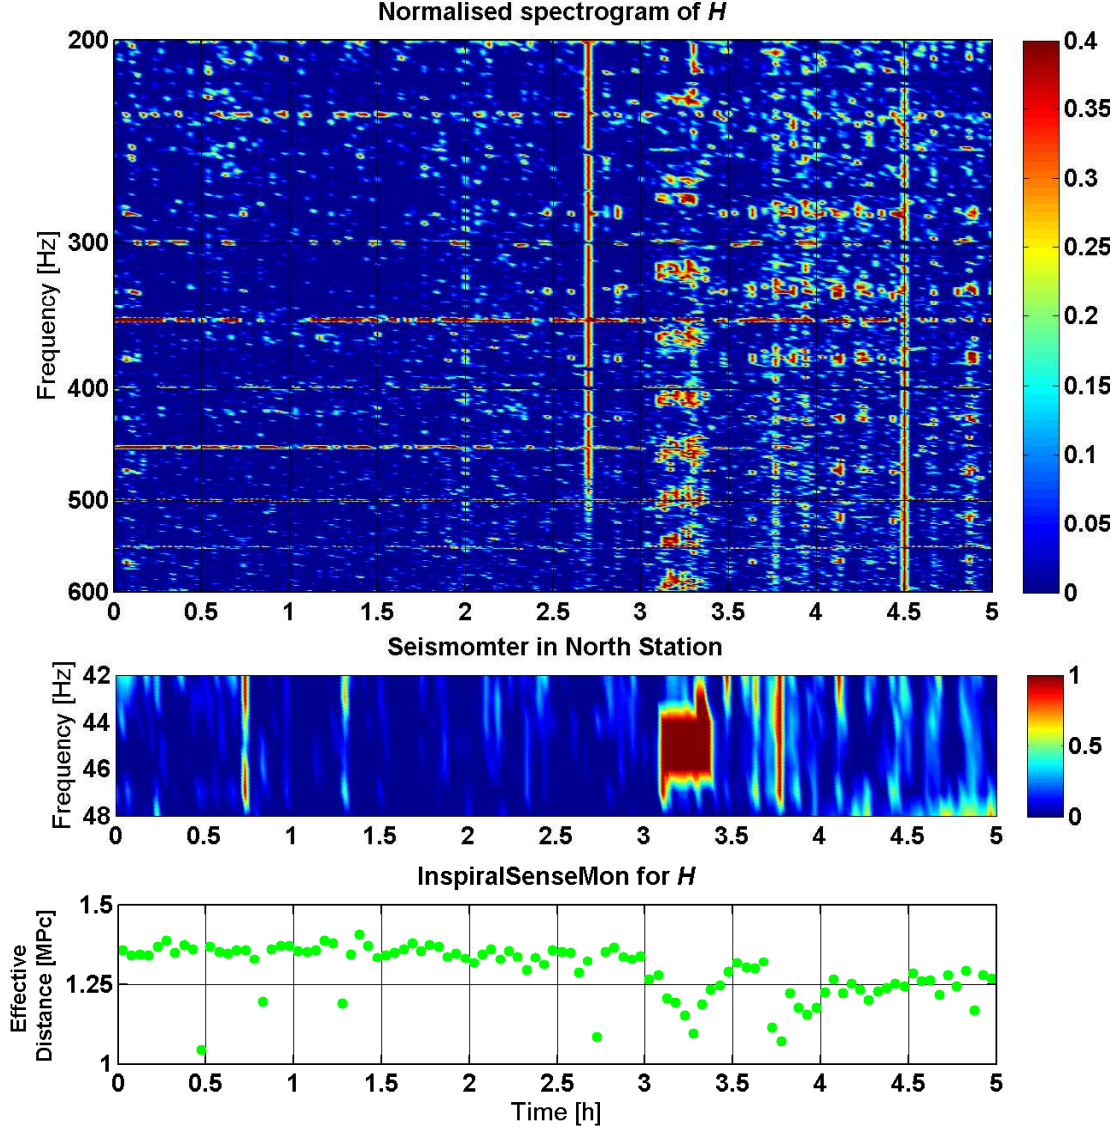 Normalised spectrogram of H
Frequency [Hz]
200
300
400
500
600
0 0.5 1 1.5 2 2.5 3 3.5 4 4.5 5
0.4
0.35
0.3
0.25
0.2
0.15
0.1
0.05
0
Seismomter in North Station
Frequency [Hz]
42
44
46
48
0 0.5 1 1.5 2 2.5 3 3.5 4 4.5 5
1
0.5
0
InspiralSenseMon for H
Effective
Distance [MPc]
1.5
1.25
1
0 0.5 1 1.5 2 2.5 3 3.5 4 4.5 5
Time [h]